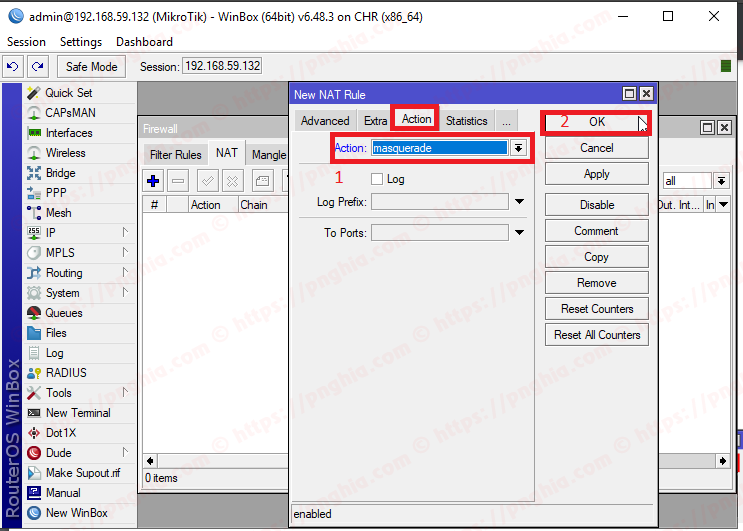 admin@192.168.59.132 (MikroTik) - WinBox (64bit) v6.48.3 on CHR (x86_64)
Session Settings Dashboard
Safe Mode Session: 192.168.59.132
Quick Set
CAPsMAN
Interfaces
Wireless
Bridge
PPP
Mesh
IP
MPLS
Routing
System
Queues
Files
Log
RADIUS
Tools
New Terminal
Dot1X
Dude
Make Supout.rif
Manual
New WinBox
RouterOS WinBox
Firewall
Filter Rules NAT Mangle
all
# Action Chain
Out. Int... In
0 items
New NAT Rule
Advanced Extra Action Statistics ...
Action: masquerade
1
Log
Log Prefix:
To Ports:
2 OK
Cancel
Apply
Disable
Comment
Copy
Remove
Reset Counters
Reset All Counters
enabled
© https://pnghia.com